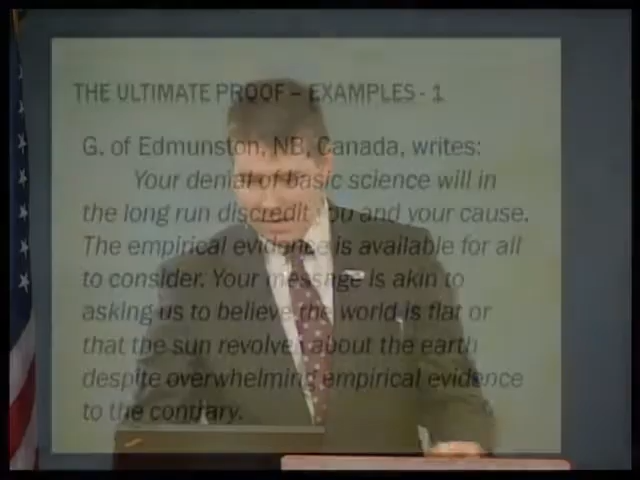 THE ULTIMATE PROOF – EXAMPLES - 1
G. of Edmunston, NB, Canada, writes:
Your denial of basic science will in
the long run discredit you and your cause.
The empirical evidence is available for all
to consider. Your message is akin to
asking us to believe the world is flat or
that the sun revolves about the earth
despite overwhelming empirical evidence
to the contrary.